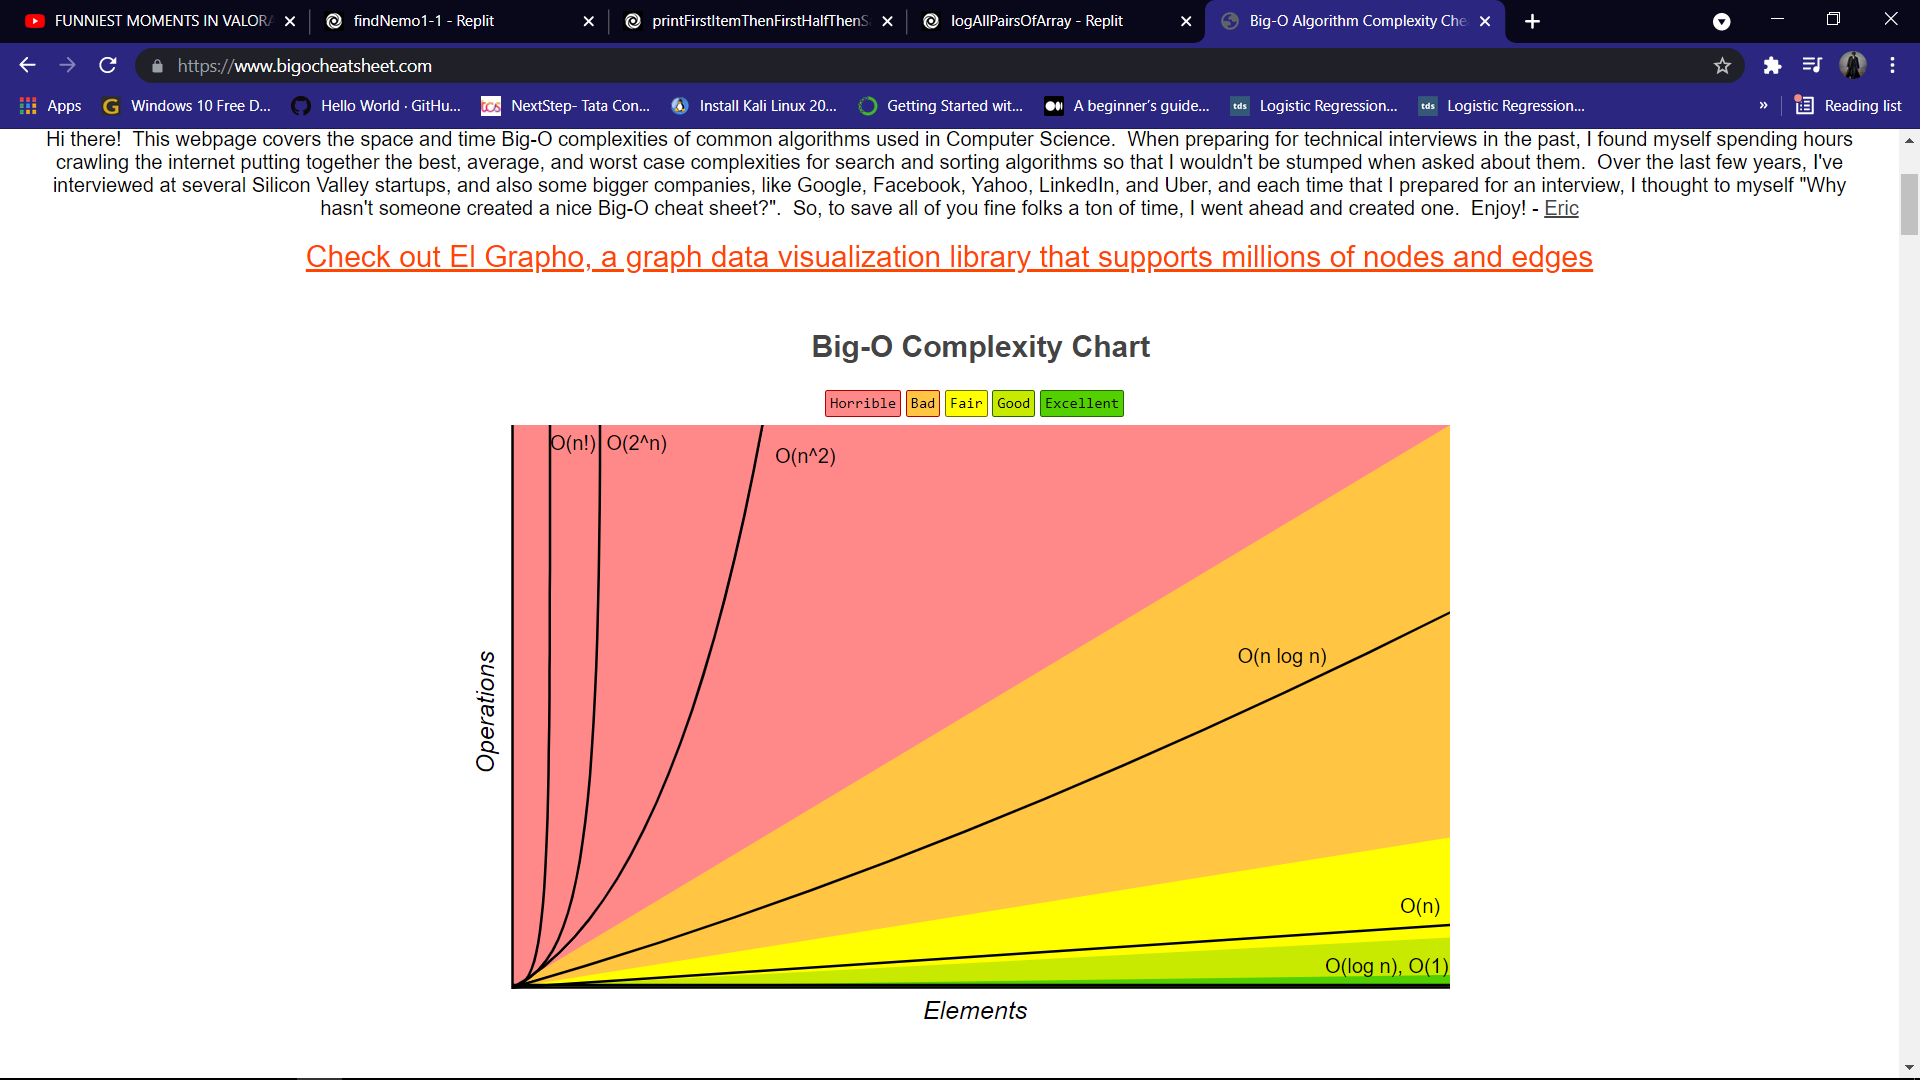 FUNNIEST MOMENTS IN VALORA
findNemo1-1 - Replit
printFirstItemThenFirstHalfThenS
logAllPairsOfArray - Replit
Big-O Algorithm Complexity Che
https://www.bigocheatsheet.com
Apps
Windows 10 Free D...
Hello World · GitHu...
tcs
NextStep- Tata Con...
Install Kali Linux 20...
Getting Started wit...
A beginner's guide...
tds
Logistic Regression...
tds
Logistic Regression...
»
Reading list
Hi there! This webpage covers the space and time Big-O complexities of common algorithms used in Computer Science. When preparing for technical interviews in the past, I found myself spending hours
crawling the internet putting together the best, average, and worst case complexities for search and sorting algorithms so that I wouldn't be stumped when asked about them. Over the last few years, I've
interviewed at several Silicon Valley startups, and also some bigger companies, like Google, Facebook, Yahoo, LinkedIn, and Uber, and each time that I prepared for an interview, I thought to myself "Why
hasn't someone created a nice Big-O cheat sheet?". So, to save all of you fine folks a ton of time, I went ahead and created one. Enjoy! - Eric
Check out El Grapho, a graph data visualization library that supports millions of nodes and edges
Big-O Complexity Chart
Horrible Bad Fair Good Excellent
O(n!) O(2^n)
O(n^2)
O(n log n)
O(n)
O(log n), O(1)
Operations
Elements